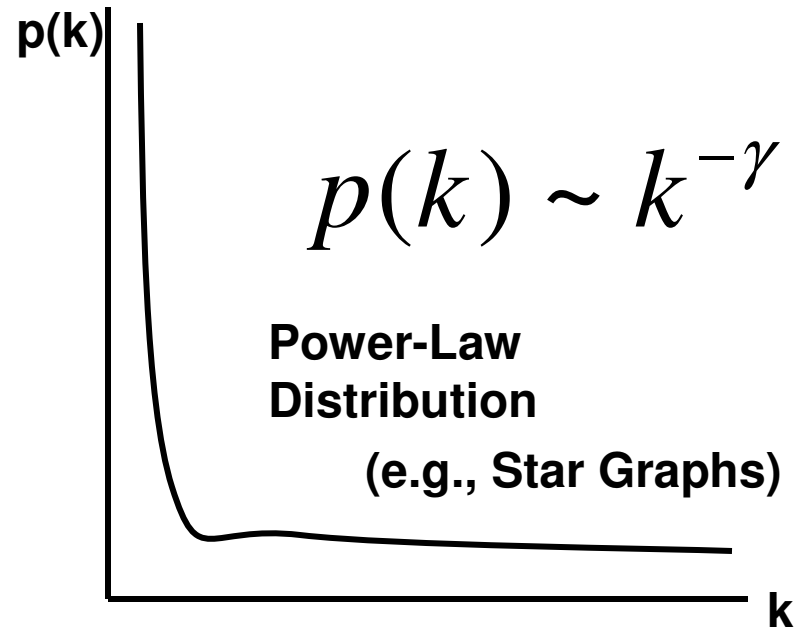 p(k)
p(k) ~ k^{-γ}
Power-Law
Distribution
(e.g., Star Graphs)
k